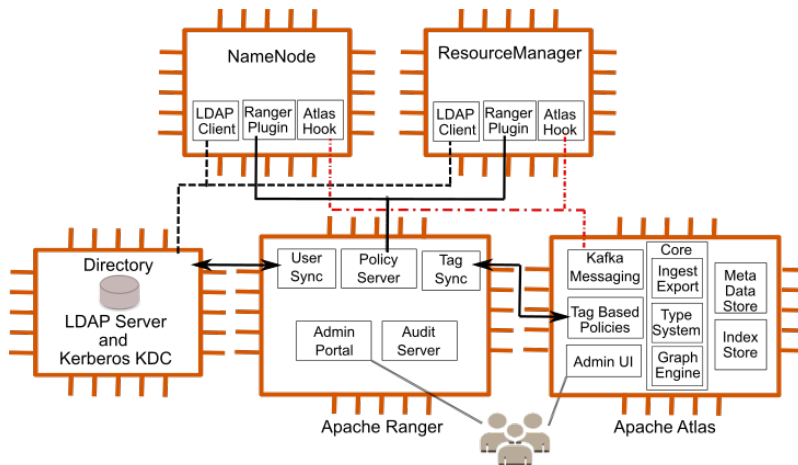 NameNode
LDAP
Client
Ranger
Plugin
Atlas
Hook
ResourceManager
LDAP
Client
Ranger
Plugin
Atlas
Hook
Directory
LDAP Server
and
Kerberos KDC
User
Sync
Policy
Server
Tag
Sync
Admin
Portal
Audit
Server
Apache Ranger
Kafka
Messaging
Tag Based
Policies
Admin UI
Core
Ingest
Export
Type
System
Graph
Engine
Meta
Data
Store
Index
Store
Apache Atlas